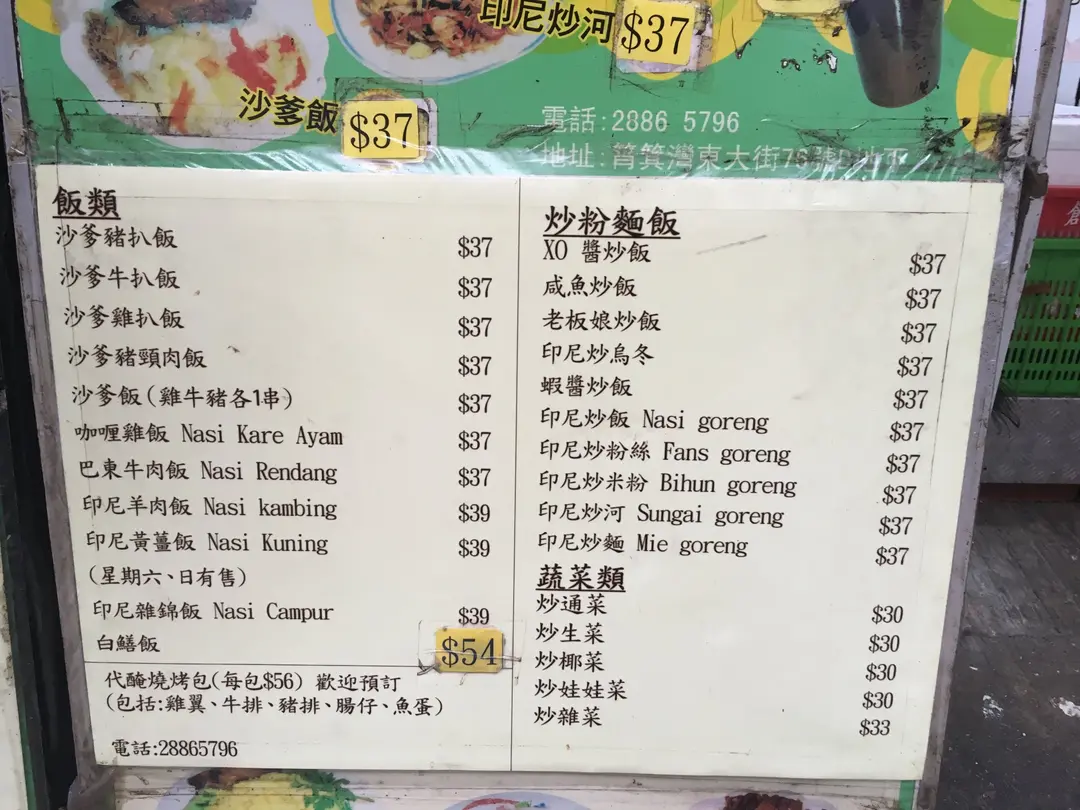 印尼炒河 $37
沙爹飯 $37
電話:2886 5796
地址:筲箕灣東大街
飯類
沙爹豬扒飯 $37
沙爹牛扒飯 $37
沙爹雞扒飯 $37
沙爹豬頸肉飯 $37
沙爹飯(雞牛豬各1串) $37
咖喱雞飯 Nasi Kare Ayam $37
巴東牛肉飯 Nasi Rendang $37
印尼羊肉飯 Nasi kambing $39
印尼黃薑飯 Nasi Kuning $39
(星期六、日有售)
印尼雜錦飯 Nasi Campur $39
白鱔飯 $54
代醃燒烤包(每包$56) 歡迎預訂
(包括:雞翼、牛排、豬排、腸仔、魚蛋)
電話:28865796
炒粉麵飯
XO 醬炒飯 $37
咸魚炒飯 $37
老板娘炒飯 $37
印尼炒烏冬 $37
蝦醬炒飯 $37
印尼炒飯 Nasi goreng $37
印尼炒粉絲 Fans goreng $37
印尼炒米粉 Bihun goreng $37
印尼炒河 Sungai goreng $37
印尼炒麵 Mie goreng $37
蔬菜類
炒通菜 $30
炒生菜 $30
炒椰菜 $30
炒娃娃菜 $30
炒雜菜 $33